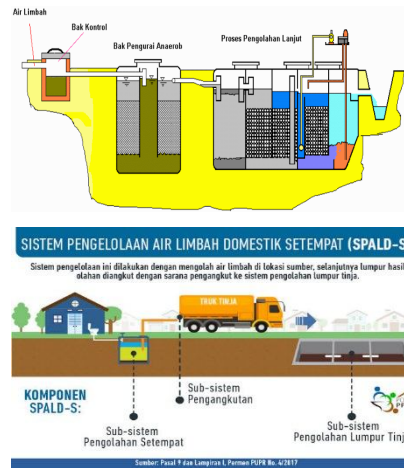 Air Limbah
Bak Kontrol
Bak Pengurai Anaerob
Proses Pengolahan Lanjut
SISTEM PENGELOLAAN AIR LIMBAH DOMESTIK SETEMPAT (SPALD-S
Sistem pengelolaan ini dilakukan dengan mengolah air limbah di lokasi sumber, selanjutnya lumpur hasil
olahan diangkut dengan sarana pengangkut ke sistem pengolahan lumpur tinja.
TRUK TINJA
KOMPONEN
SPALD-S:
Sub-sistem
Pengolahan Setempat
Sub-sistem
Pengangkutan
Sub-sistem
Pengolahan Lumpur Tinj
Sumber: Pasal 9 dan Lampiran I, Permen PUPR No. 4/2017